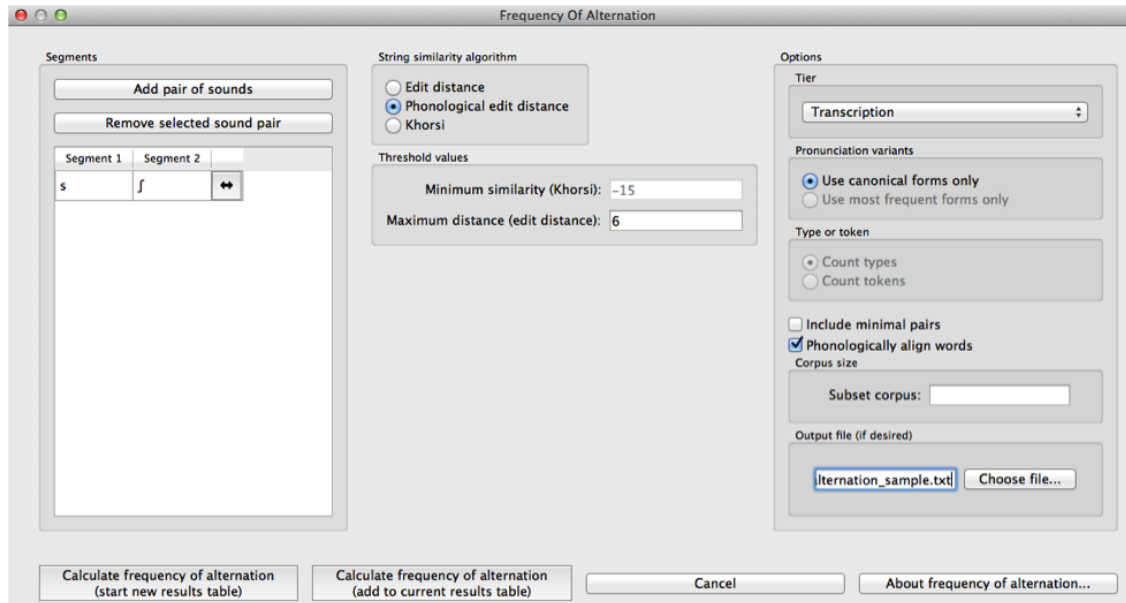 Frequency Of Alternation
Segments
Add pair of sounds
Remove selected sound pair
Segment 1 Segment 2
s ʃ
String similarity algorithm
Edit distance
Phonological edit distance
Khorsi
Threshold values
Minimum similarity (Khorsi): -15
Maximum distance (edit distance): 6
Options
Tier
Transcription
Pronunciation variants
Use canonical forms only
Use most frequent forms only
Type or token
Count types
Count tokens
Include minimal pairs
Phonologically align words
Corpus size
Subset corpus:
Output file (if desired)
lternation_sample.txt Choose file...
Calculate frequency of alternation
(start new results table)
Calculate frequency of alternation
(add to current results table)
Cancel
About frequency of alternation...